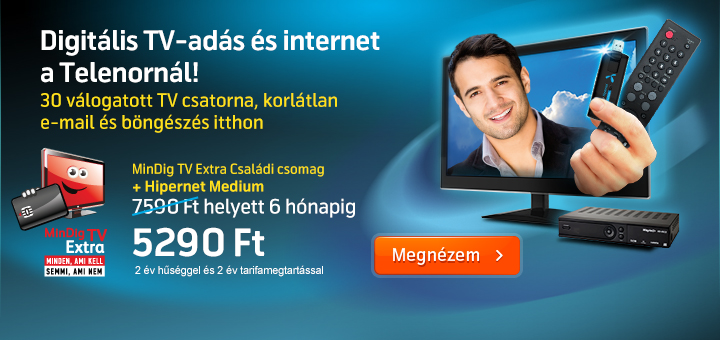 Digitális TV-adás és internet
a Telenornál!
30 válogatott TV csatorna, korlátlan
e-mail és böngészés itthon
MinDig TV Extra Családi csomag
+ Hipernet Medium
7590 Ft helyett 6 hónapig
5290 Ft
2 év hűséggel és 2 év tarifamegtartással
MinDig TV
Extra
MINDEN, AMI KELL
SEMMI, AMI NEM
Megnézem